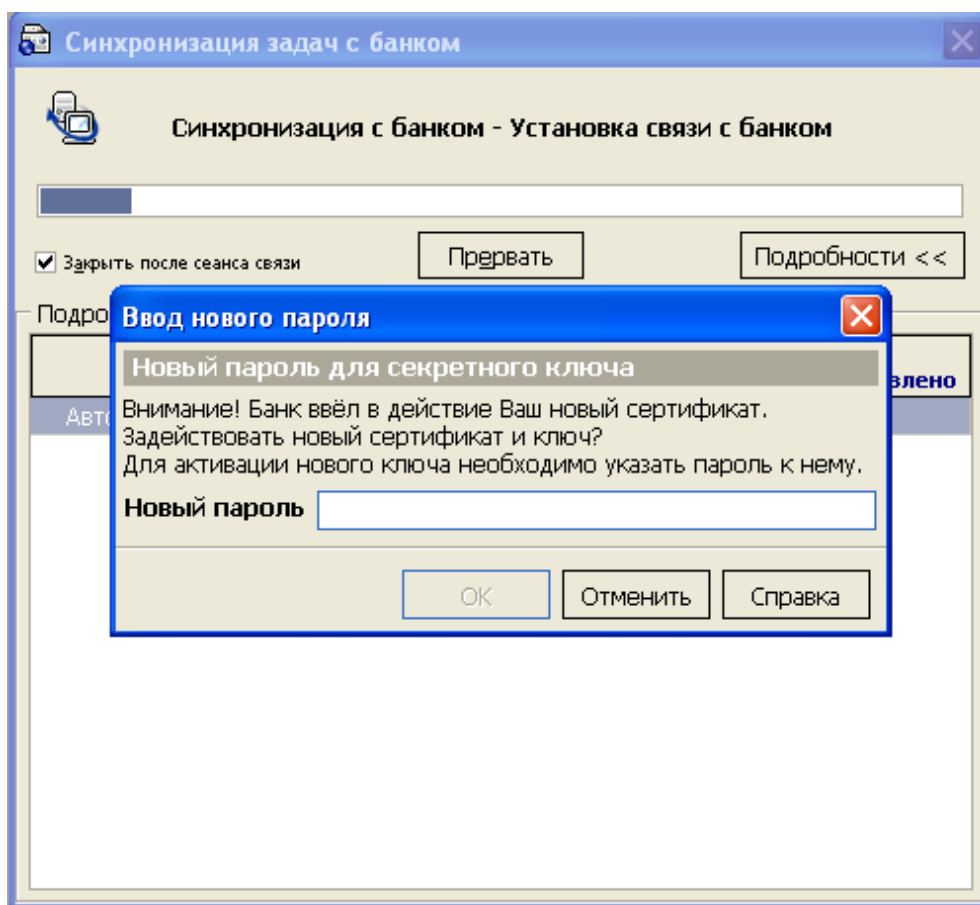 Синхронизация задач с банком
Синхронизация с банком - Установка связи с банком
Закрыть после сеанса связи
Прервать
Подробности <<
Ввод нового пароля
Новый пароль для секретного ключа
Внимание! Банк ввёл в действие Ваш новый сертификат.
Задействовать новый сертификат и ключ?
Для активации нового ключа необходимо указать пароль к нему.
Новый пароль
OK
Отменить
Справка